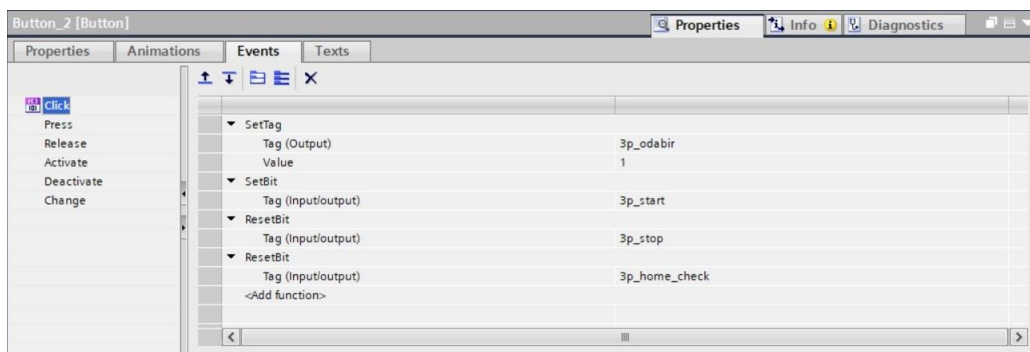 Button_2 [Button]
Properties Info Diagnostics
Properties Animations Events Texts
Click
Press
Release
Activate
Deactivate
Change
SetTag
Tag (Output) 3p_odabir
Value 1
SetBit
Tag (Input/output) 3p_start
ResetBit
Tag (Input/output) 3p_stop
ResetBit
Tag (Input/output) 3p_home_check
<Add function>